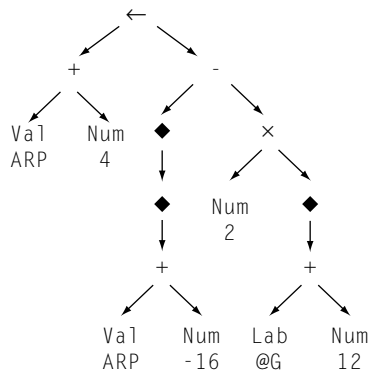 ←
+ -
Val Num ◆ ×
ARP 4
◆ Num ◆
2
+ +
Val Num Lab Num
ARP -16 @G 12